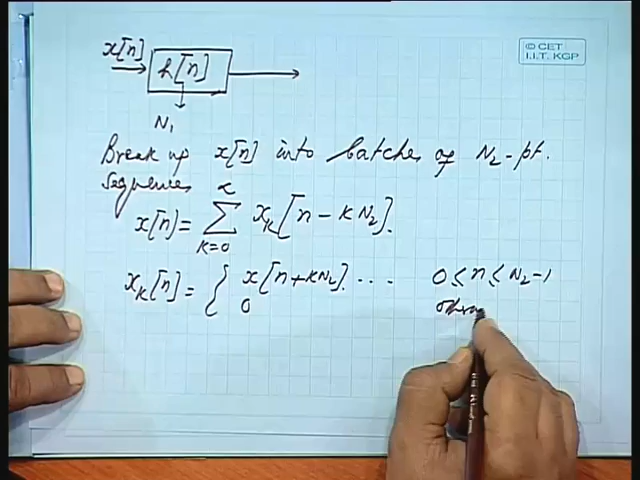 © CET
I.I.T. KGP
x[n]
h[n]
N₁
Break up x[n] into batches of N₂-pt.
sequences
x[n] = ∑_{K=0}^{∞} x_K[n - KN₂].
x_K[n] = { x[n+KN₂]. ... 0 ≤ n ≤ N₂-1
0